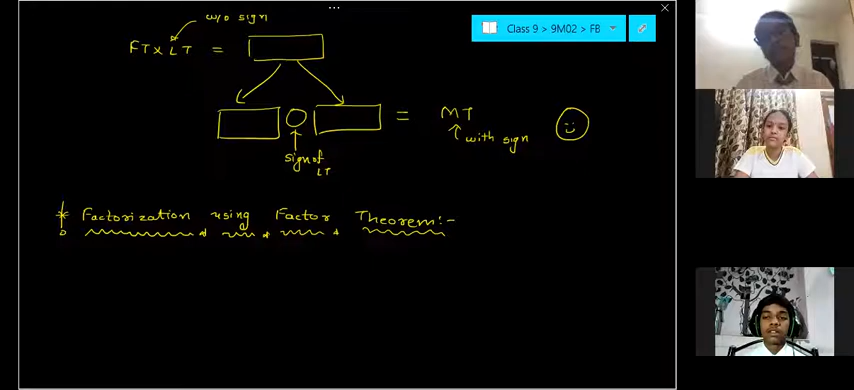 w/o sign
FT x LT =
= MT
with sign
sign of
LT
* Factorization using Factor Theorem:-
Class 9 > 9M02 > FB